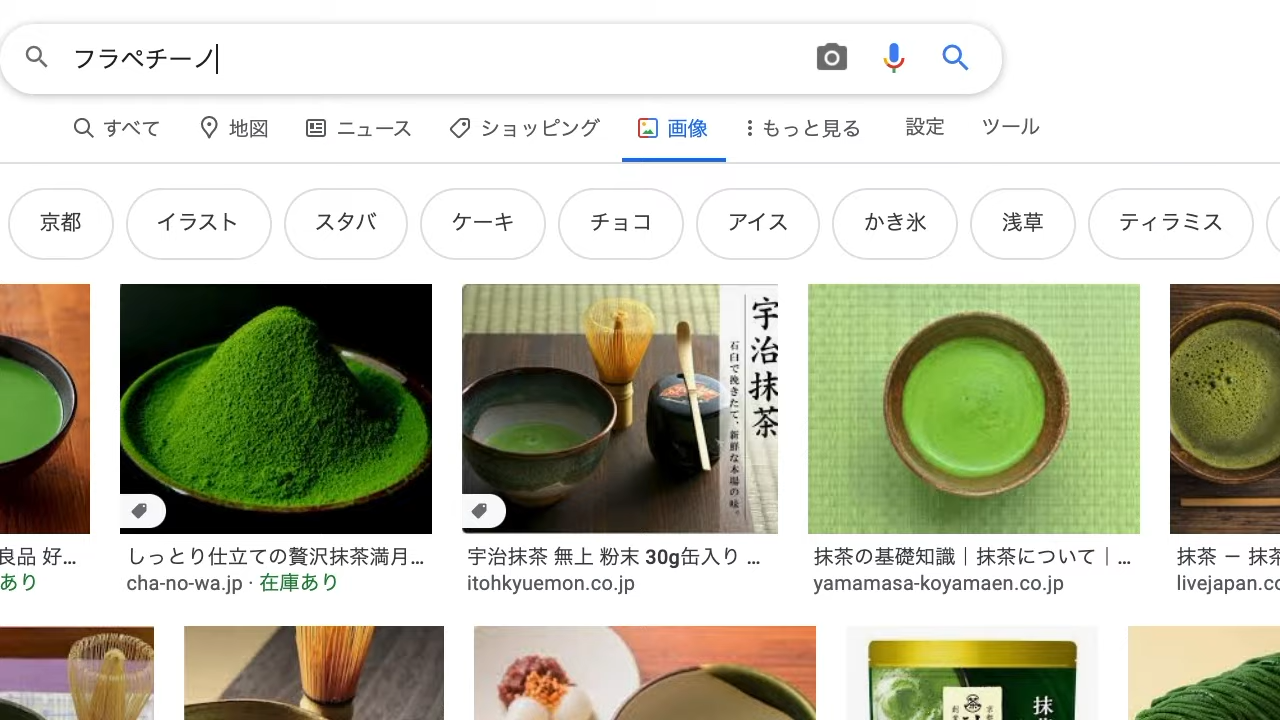 フラペチーノ
すべて 地図 ニュース ショッピング 画像 もっと見る 設定 ツール
京都 イラスト スタバ ケーキ チョコ アイス かき氷 浅草 ティラミス
宇治抹茶
石臼で挽きたて、新鮮な本場の味。
良品 好... しっとり仕立ての贅沢抹茶満月... 宇治抹茶 無上 粉末 30g缶入り ... 抹茶の基礎知識｜抹茶について｜... 抹茶 － 抹茶
あり cha-no-wa.jp · 在庫あり itohkyuemon.co.jp yamamasa-koyamaen.co.jp livejapan.co
抹